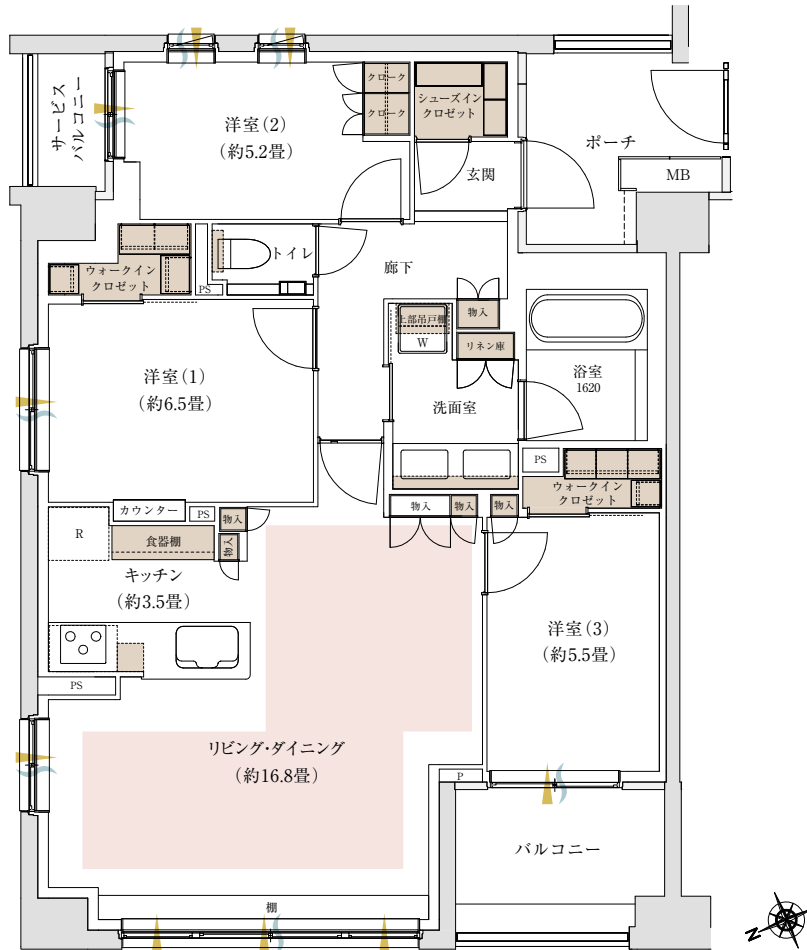 サービス
バルコニー
洋室(2)
(約5.2畳)
クローク
クローク
シューズイン
クロゼット
玄関
ポーチ
MB
ウォークイン
クロゼット
PS
トイレ
廊下
上部吊戸棚
W
物入
リネン庫
浴室
1620
洋室(1)
(約6.5畳)
洗面室
PS
ウォークイン
クロゼット
カウンター
PS
物入
物入
物入
物入
物入
R
食器棚
キッチン
(約3.5畳)
洋室(3)
(約5.5畳)
PS
リビング・ダイニング
(約16.8畳)
P
バルコニー
棚
N